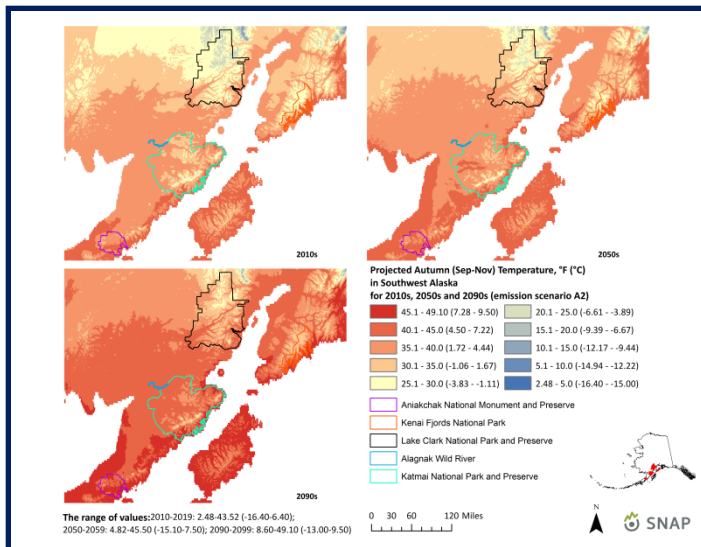 2010s
2050s
Projected Autumn (Sep-Nov) Temperature, °F (°C)
in Southwest Alaska
for 2010s, 2050s and 2090s (emission scenario A2)
45.1 - 49.10 (7.28 - 9.50)
40.1 - 45.0 (4.50 - 7.22)
35.1 - 40.0 (1.72 - 4.44)
30.1 - 35.0 (-1.06 - 1.67)
25.1 - 30.0 (-3.83 - -1.11)
20.1 - 25.0 (-6.61 - -3.89)
15.1 - 20.0 (-9.39 - -6.67)
10.1 - 15.0 (-12.17 - -9.44)
5.1 - 10.0 (-14.94 - -12.22)
2.48 - 5.0 (-16.40 - -15.00)
Aniakchak National Monument and Preserve
Kenai Fjords National Park
Lake Clark National Park and Preserve
Alagnak Wild River
Katmai National Park and Preserve
2090s
The range of values:2010-2019: 2.48-43.52 (-16.40-6.40);
2050-2059: 4.82-45.50 (-15.10-7.50); 2090-2099: 8.60-49.10 (-13.00-9.50)
0 30 60 120 Miles
N
SNAP